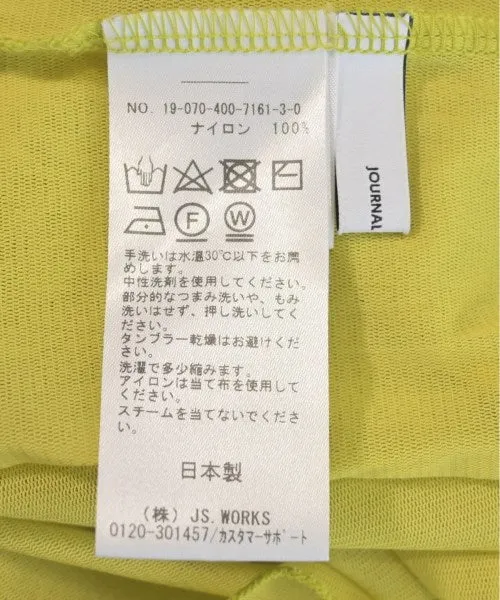 NO. 19-070-400-7161-3-0
ナイロン 100%
手洗いは水温30℃以下をお薦
めします。
中性洗剤を使用してください。
部分的なつまみ洗いや、もみ
洗いはせず、押し洗いしてく
ださい。
タンブラー乾燥はお避けくだ
さい。
洗濯で多少縮みます。
アイロンは当て布を使用して
ください。
スチームを当てないでくださ
い。
日本製
(株) JS.WORKS
0120-301457/カスタマーサポート
JOURNAL
F
W